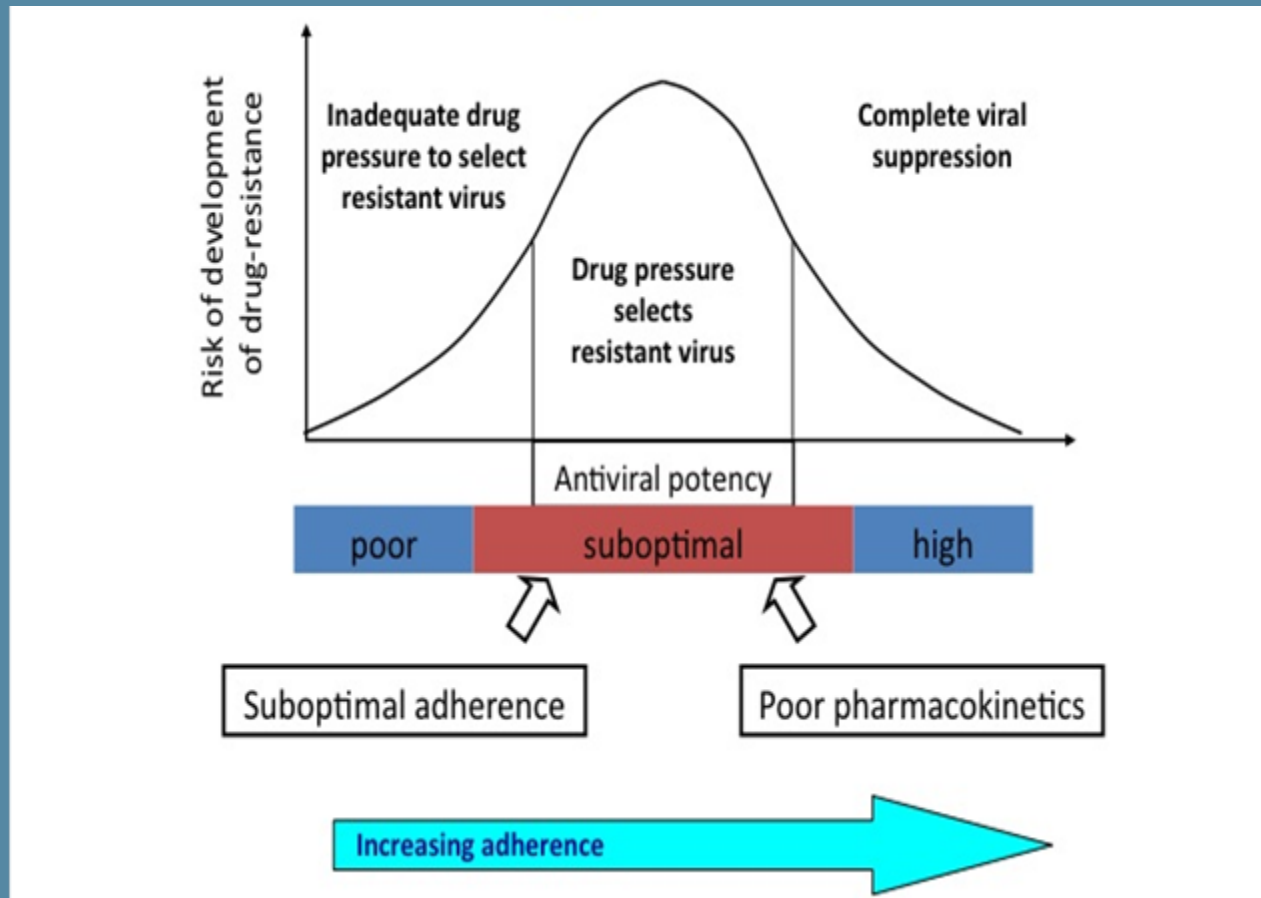 Risk of development
of drug-resistance
Inadequate drug
pressure to select
resistant virus
Complete viral
suppression
Drug pressure
selects
resistant virus
Antiviral potency
poor
suboptimal
high
Suboptimal adherence
Poor pharmacokinetics
Increasing adherence